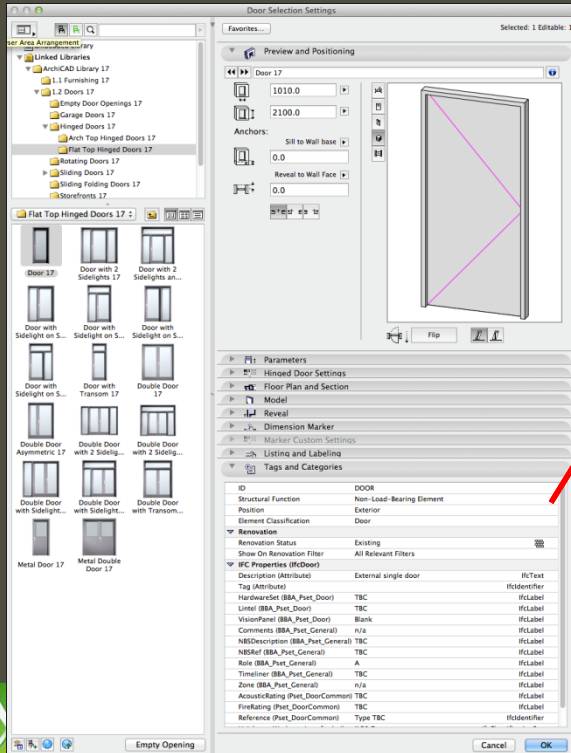 Door Selection Settings
Favorites...
Selected: 1 Editable: 1
ser Area Arrangement
Linked Libraries
ArchiCAD Library 17
1.1 Furnishing 17
1.2 Doors 17
Empty Door Openings 17
Garage Doors 17
Hinged Doors 17
Arch Top Hinged Doors 17
Flat Top Hinged Doors 17
Rotating Doors 17
Sliding Doors 17
Sliding Folding Doors 17
Storefronts 17
Flat Top Hinged Doors 17
Door 17
Door with 2 Sidelights 17
Door with 2 Sidelights an...
Door with Sidelight on S...
Door with Sidelight on S...
Door with Sidelight on S...
Door with Sidelight on S...
Door with Transom 17
Double Door 17
Double Door Asymmetric 17
Double Door with 2 Sidelig...
Double Door with 2 Sidelig...
Double Door with Sidelight...
Double Door with Sidelight...
Double Door with Transom...
Metal Door 17
Metal Double Door 17
Empty Opening
Preview and Positioning
Door 17
1010.0
2100.0
Anchors:
Sill to Wall base
0.0
Reveal to Wall Face
0.0
Flip
Parameters
Hinged Door Settings
Floor Plan and Section
Model
Reveal
Dimension Marker
Marker Custom Settings
Listing and Labeling
Tags and Categories
ID DOOR
Structural Function Non-Load-Bearing Element
Position Exterior
Element Classification Door
Renovation
Renovation Status Existing
Show On Renovation Filter All Relevant Filters
IFC Properties (IfcDoor)
Description (Attribute) External single door IfcText
Tag (Attribute) IfcIdentifier
HardwareSet (BBA_Pset_Door) TBC IfcLabel
Lintel (BBA_Pset_Door) TBC IfcLabel
VisionPanel (BBA_Pset_Door) Blank IfcLabel
Comments (BBA_Pset_General) n/a IfcLabel
NBSDescription (BBA_Pset_General) TBC IfcLabel
NBSRef (BBA_Pset_General) TBC IfcLabel
Role (BBA_Pset_General) A IfcLabel
Timeliner (BBA_Pset_General) TBC IfcLabel
Zone (BBA_Pset_General) n/a IfcLabel
AcousticRating (Pset_DoorCommon) TBC IfcLabel
FireRating (Pset_DoorCommon) TBC IfcLabel
Reference (Pset_DoorCommon) Type TBC IfcIdentifier
Cancel
OK